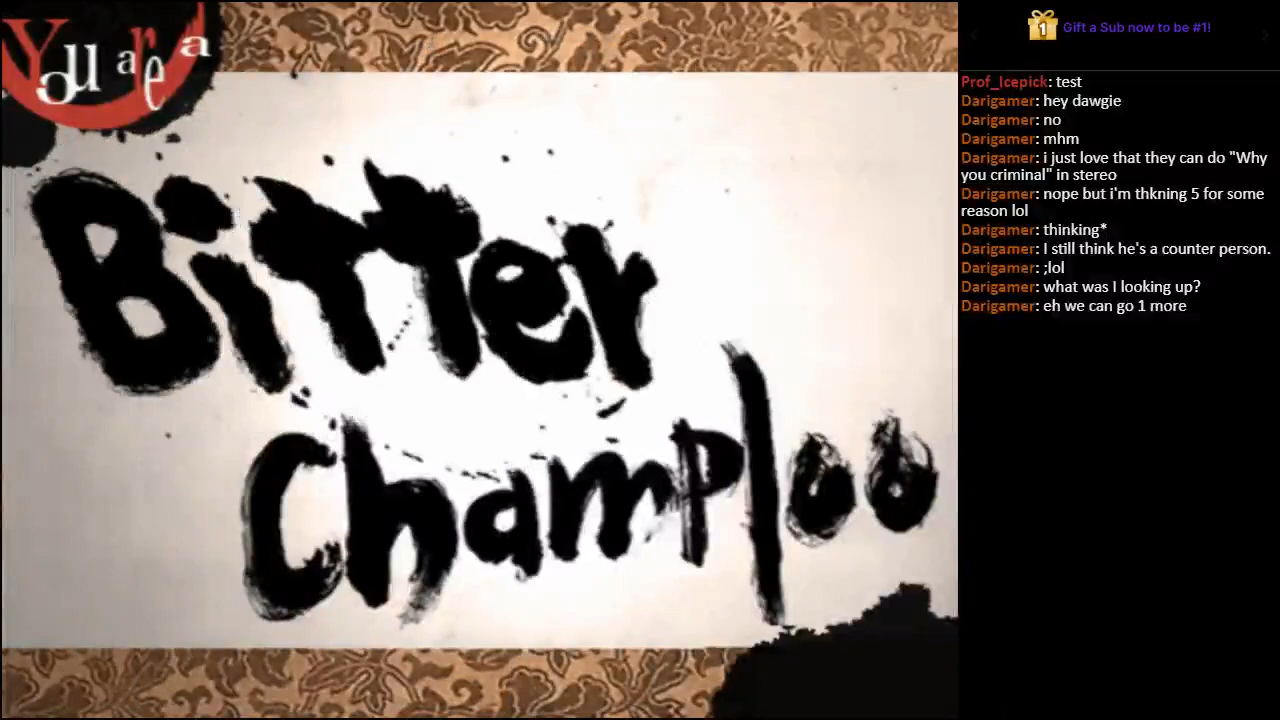 You are a
Bitter
Champloo
1
Gift a Sub now to be #1!
Prof_Icepick: test
Darigamer: hey dawgie
Darigamer: no
Darigamer: mhm
Darigamer: i just love that they can do "Why
you criminal" in stereo
Darigamer: nope but i'm thkning 5 for some
reason lol
Darigamer: thinking*
Darigamer: I still think he's a counter person.
Darigamer: ;lol
Darigamer: what was I looking up?
Darigamer: eh we can go 1 more